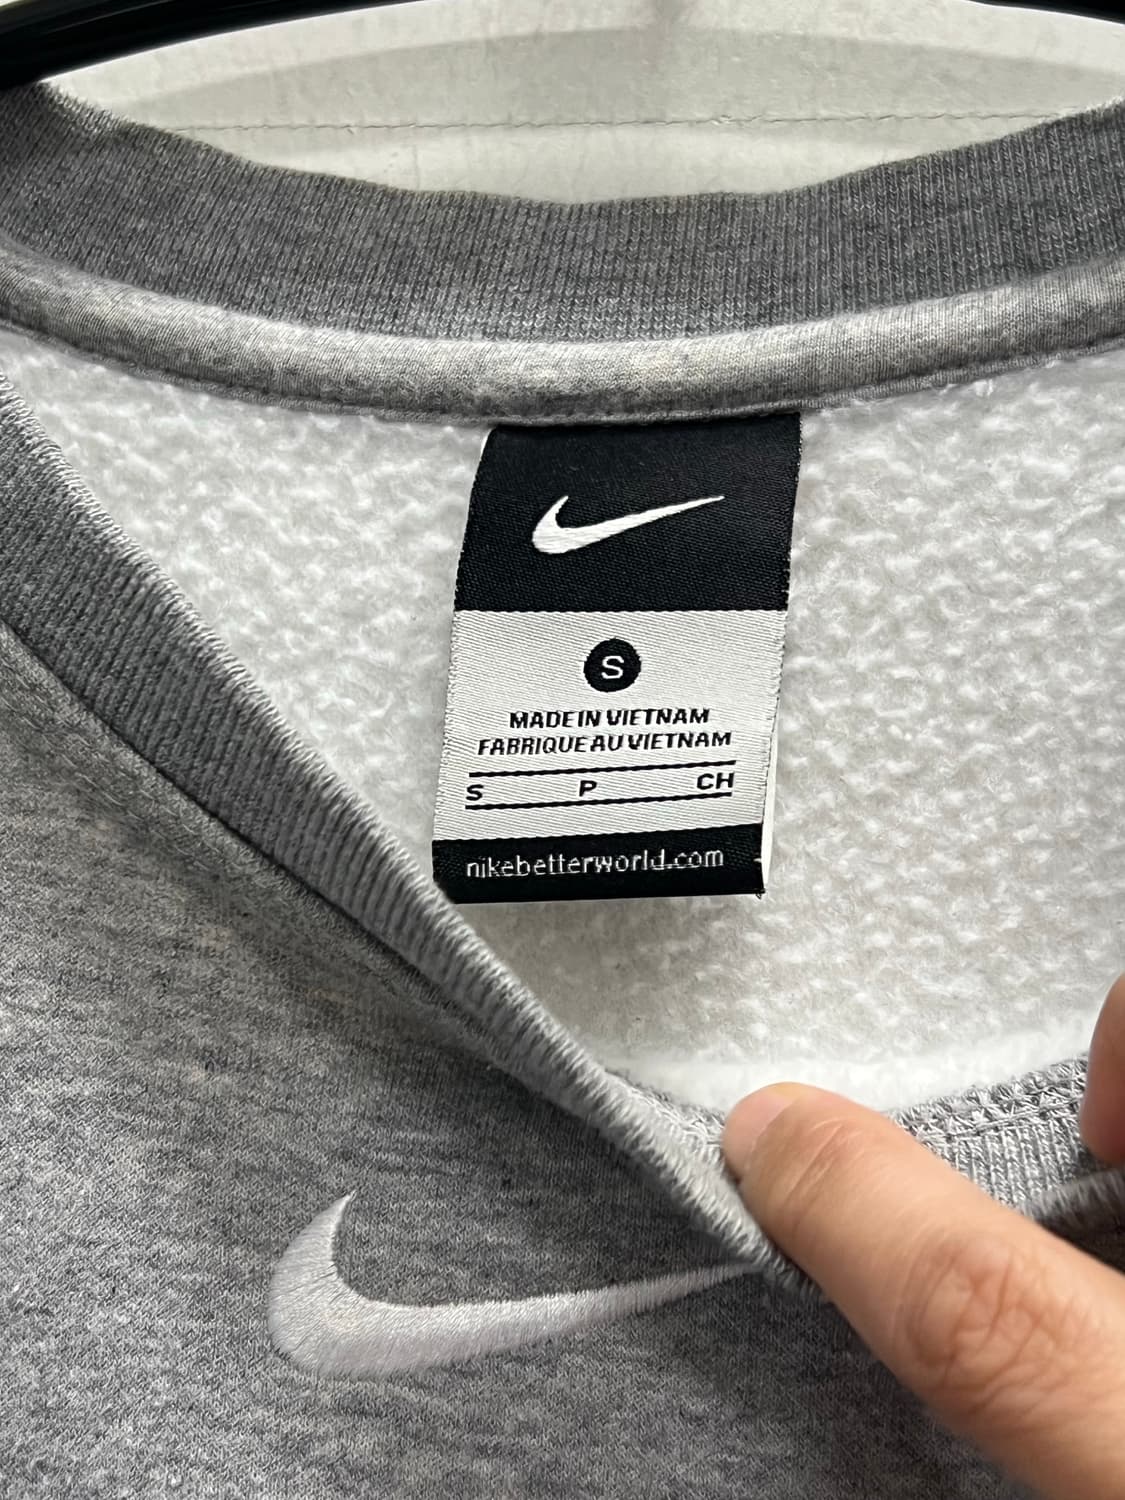 S
MADE IN VIETNAM
FABRIQUE AU VIETNAM
S P CH
nikebetterworld.com